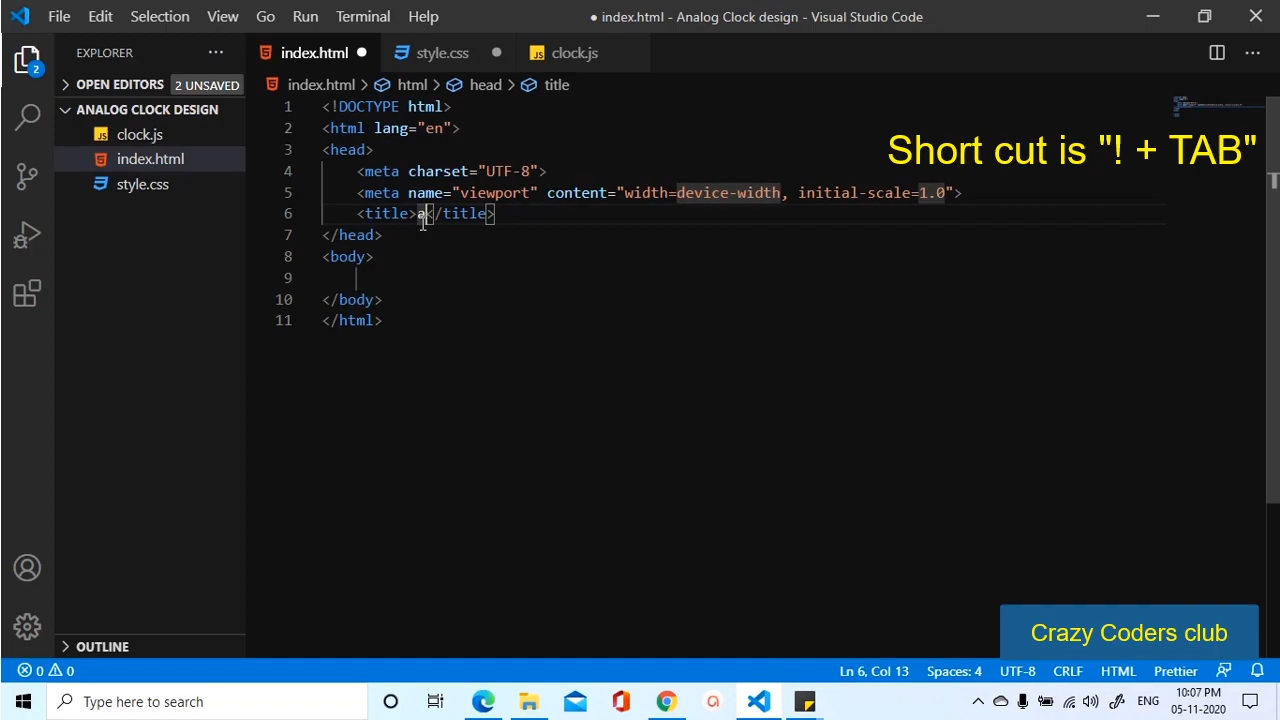 File Edit Selection View Go Run Terminal Help
● index.html - Analog Clock design - Visual Studio Code
EXPLORER
index.html
style.css
clock.js
OPEN EDITORS 2 UNSAVED
index.html > html > head > title
ANALOG CLOCK DESIGN
clock.js
index.html
style.css
2
1 <!DOCTYPE html>
2 <html lang="en">
3 <head>
4 <meta charset="UTF-8">
5 <meta name="viewport" content="width=device-width, initial-scale=1.0">
6 <title>a</title>
7 </head>
8 <body>
9
10 </body>
11 </html>
Short cut is "! + TAB"
Crazy Coders club
OUTLINE
0 0
Ln 6, Col 13 Spaces: 4 UTF-8 CRLF HTML Prettier
Type here to search
ENG
10:07 PM
05-11-2020